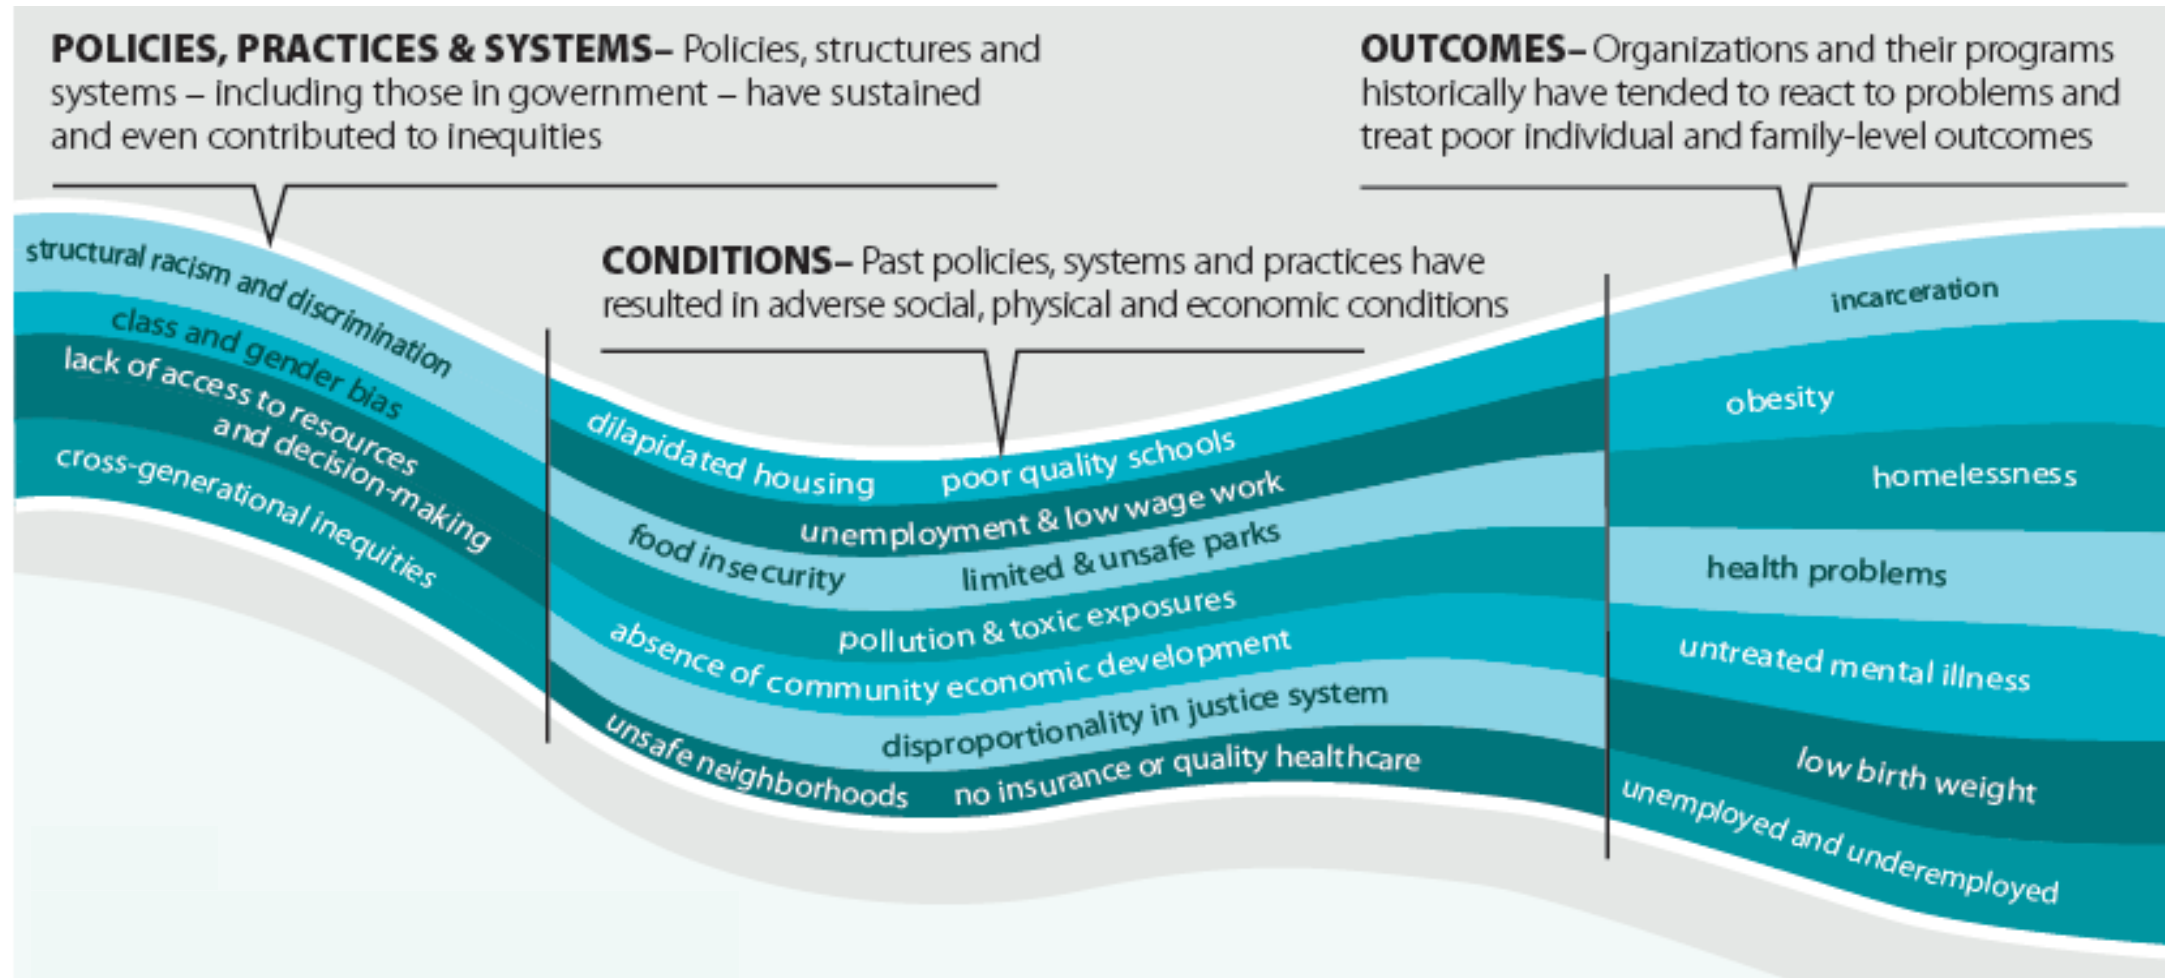 POLICIES, PRACTICES & SYSTEMS– Policies, structures and
systems – including those in government – have sustained
and even contributed to inequities
OUTCOMES– Organizations and their programs
historically have tended to react to problems and
treat poor individual and family-level outcomes
CONDITIONS– Past policies, systems and practices have
resulted in adverse social, physical and economic conditions
structural racism and discrimination
class and gender bias
lack of access to resources
and decision-making
cross-generational inequities
dilapidated housing
poor quality schools
unemployment & low wage work
food insecurity
limited & unsafe parks
pollution & toxic exposures
absence of community economic development
disproportionality in justice system
unsafe neighborhoods
no insurance or quality healthcare
incarceration
obesity
homelessness
health problems
untreated mental illness
low birth weight
unemployed and underemployed